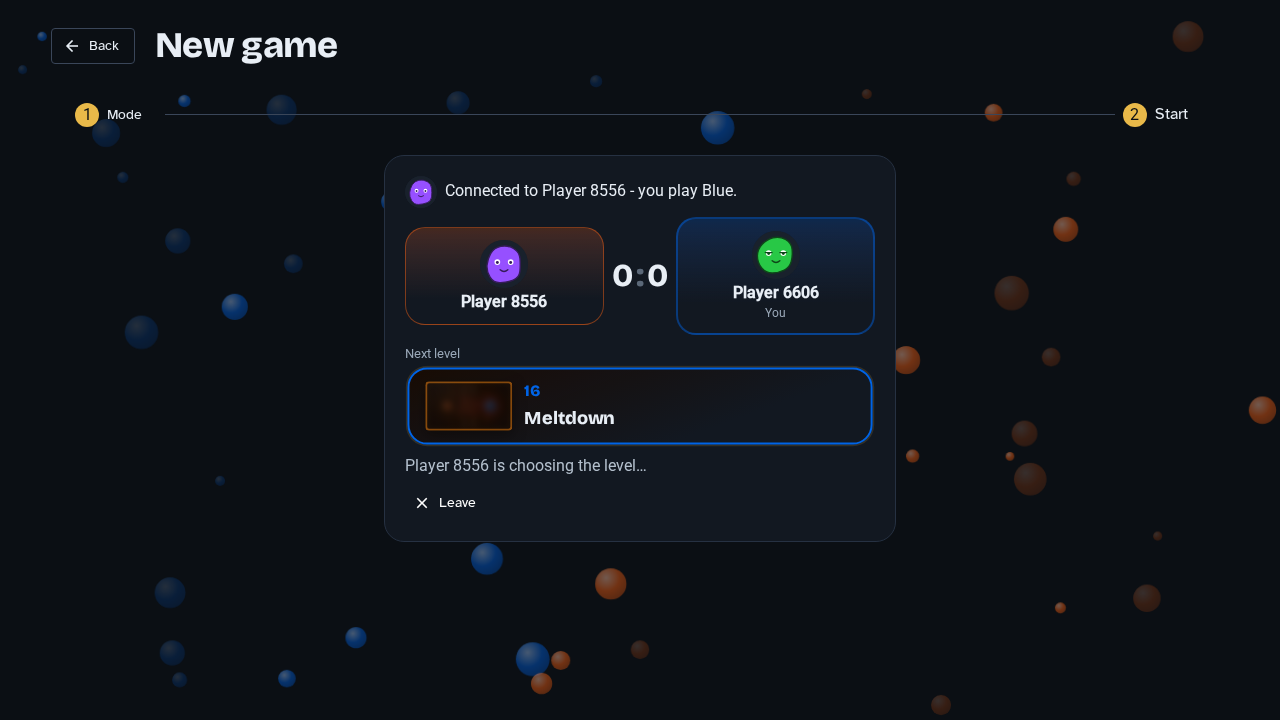 Back
New game
1 Mode
2 Start
Connected to Player 8556 - you play Blue.
Player 8556
0:0
Player 6606
You
Next level
16
Meltdown
Player 8556 is choosing the level…
Leave